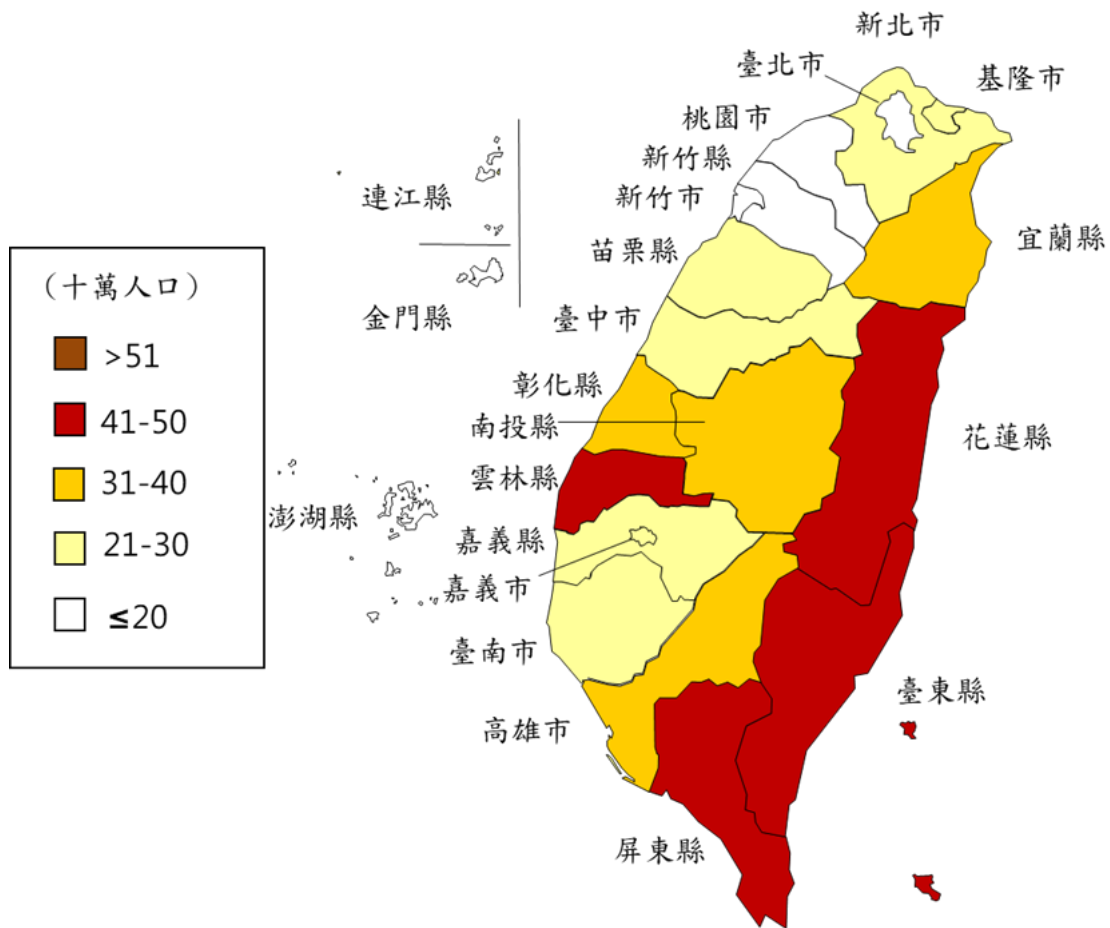 新北市
臺北市
基隆市
桃園市
新竹縣
新竹市
連江縣
苗栗縣
宜蘭縣
金門縣
臺中市
彰化縣
南投縣
花蓮縣
雲林縣
澎湖縣
嘉義縣
嘉義市
臺南市
臺東縣
高雄市
屏東縣
(十萬人口)
>51
41-50
31-40
21-30
≤20